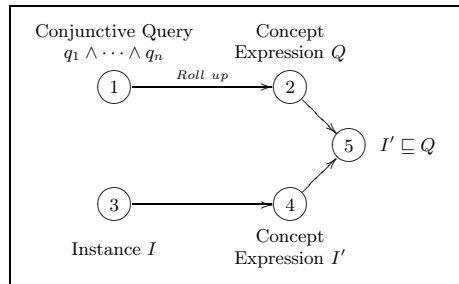 Conjunctive Query
q₁ ∧ ⋯ ∧ qₙ
Concept
Expression Q
Roll up
1
2
5
I′ ⊑ Q
3
4
Instance I
Concept
Expression I′